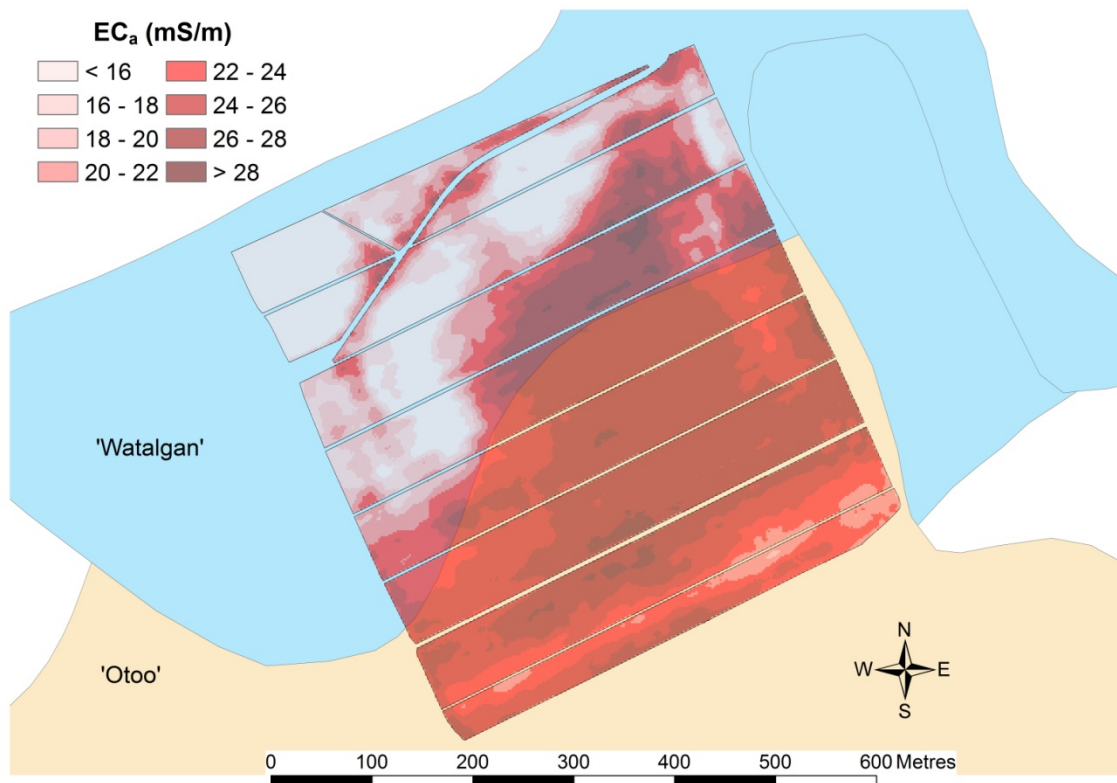 ECa (mS/m)
< 16
22 - 24
16 - 18
24 - 26
18 - 20
26 - 28
20 - 22
> 28
'Watalgan'
'Otoo'
N
W
E
S
0 100 200 300 400 500 600 Metres